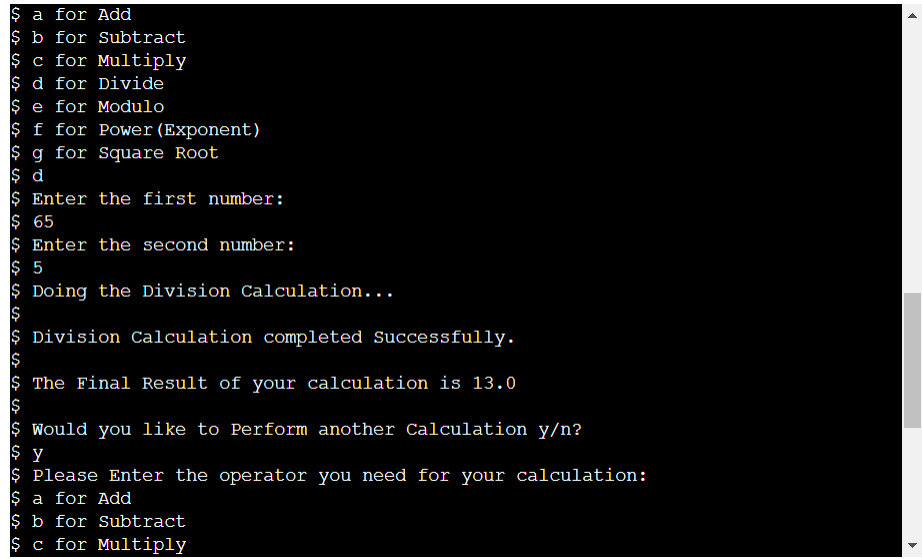 $ a for Add
$ b for Subtract
$ c for Multiply
$ d for Divide
$ e for Modulo
$ f for Power(Exponent)
$ g for Square Root
$ d
$ Enter the first number:
$ 65
$ Enter the second number:
$ 5
$ Doing the Division Calculation...
$
$ Division Calculation completed Successfully.
$
$ The Final Result of your calculation is 13.0
$
$ Would you like to Perform another Calculation y/n?
$ y
$ Please Enter the operator you need for your calculation:
$ a for Add
$ b for Subtract
$ c for Multiply